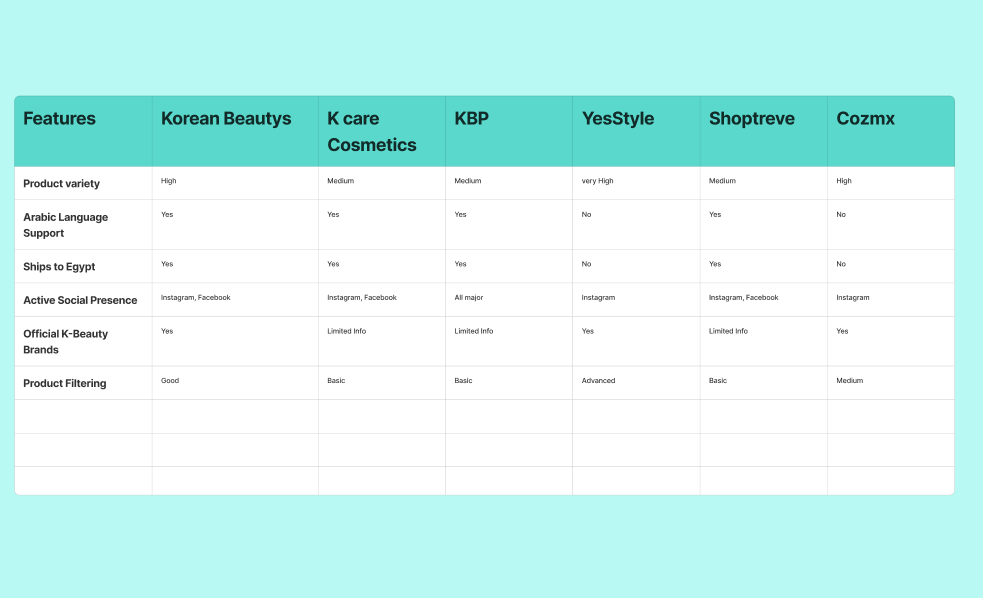 Features Korean Beautys K care Cosmetics KBP YesStyle Shoptreve Cozmx
Product variety High Medium Medium very High Medium High
Arabic Language Support Yes Yes Yes No Yes No
Ships to Egypt Yes Yes Yes No Yes No
Active Social Presence Instagram, Facebook Instagram, Facebook All major Instagram Instagram, Facebook Instagram
Official K-Beauty Brands Yes Limited Info Limited Info Yes Limited Info Yes
Product Filtering Good Basic Basic Advanced Basic Medium